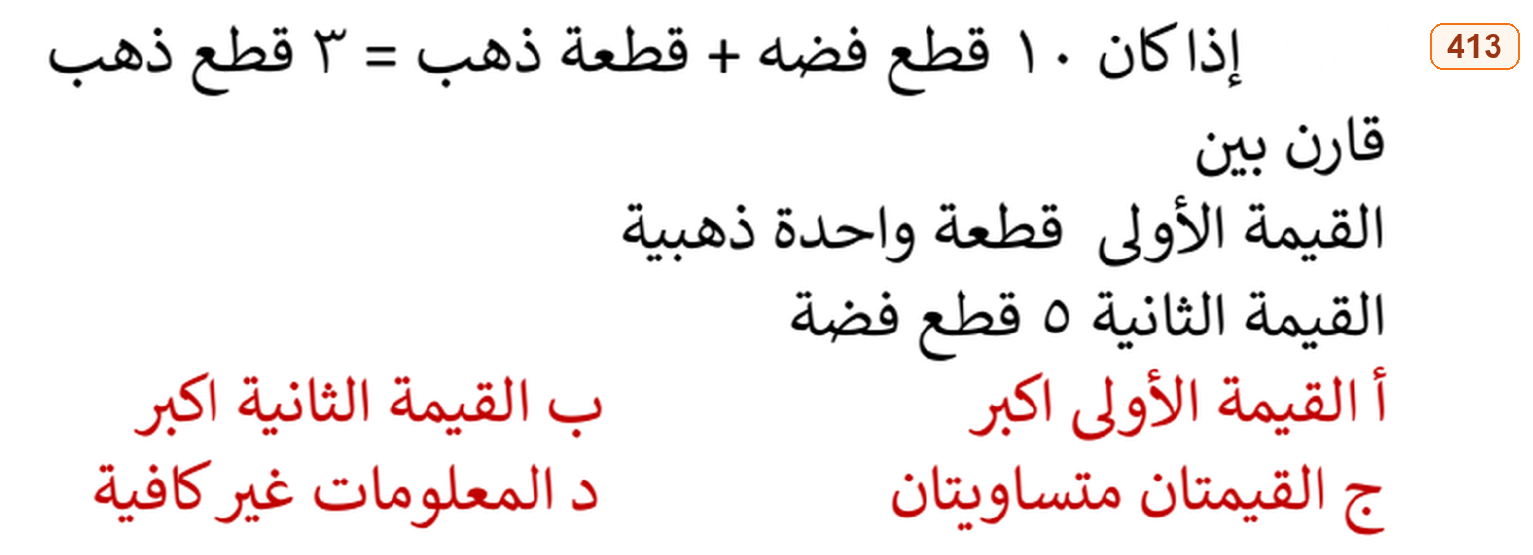 413
إذا كان ١٠ قطع فضه + قطعة ذهب = ٣ قطع ذهب
قارن بين
القيمة الأولى قطعة واحدة ذهبية
القيمة الثانية ٥ قطع فضة
أ القيمة الأولى اكبر ب القيمة الثانية اكبر
ج القيمتان متساويتان د المعلومات غير كافية